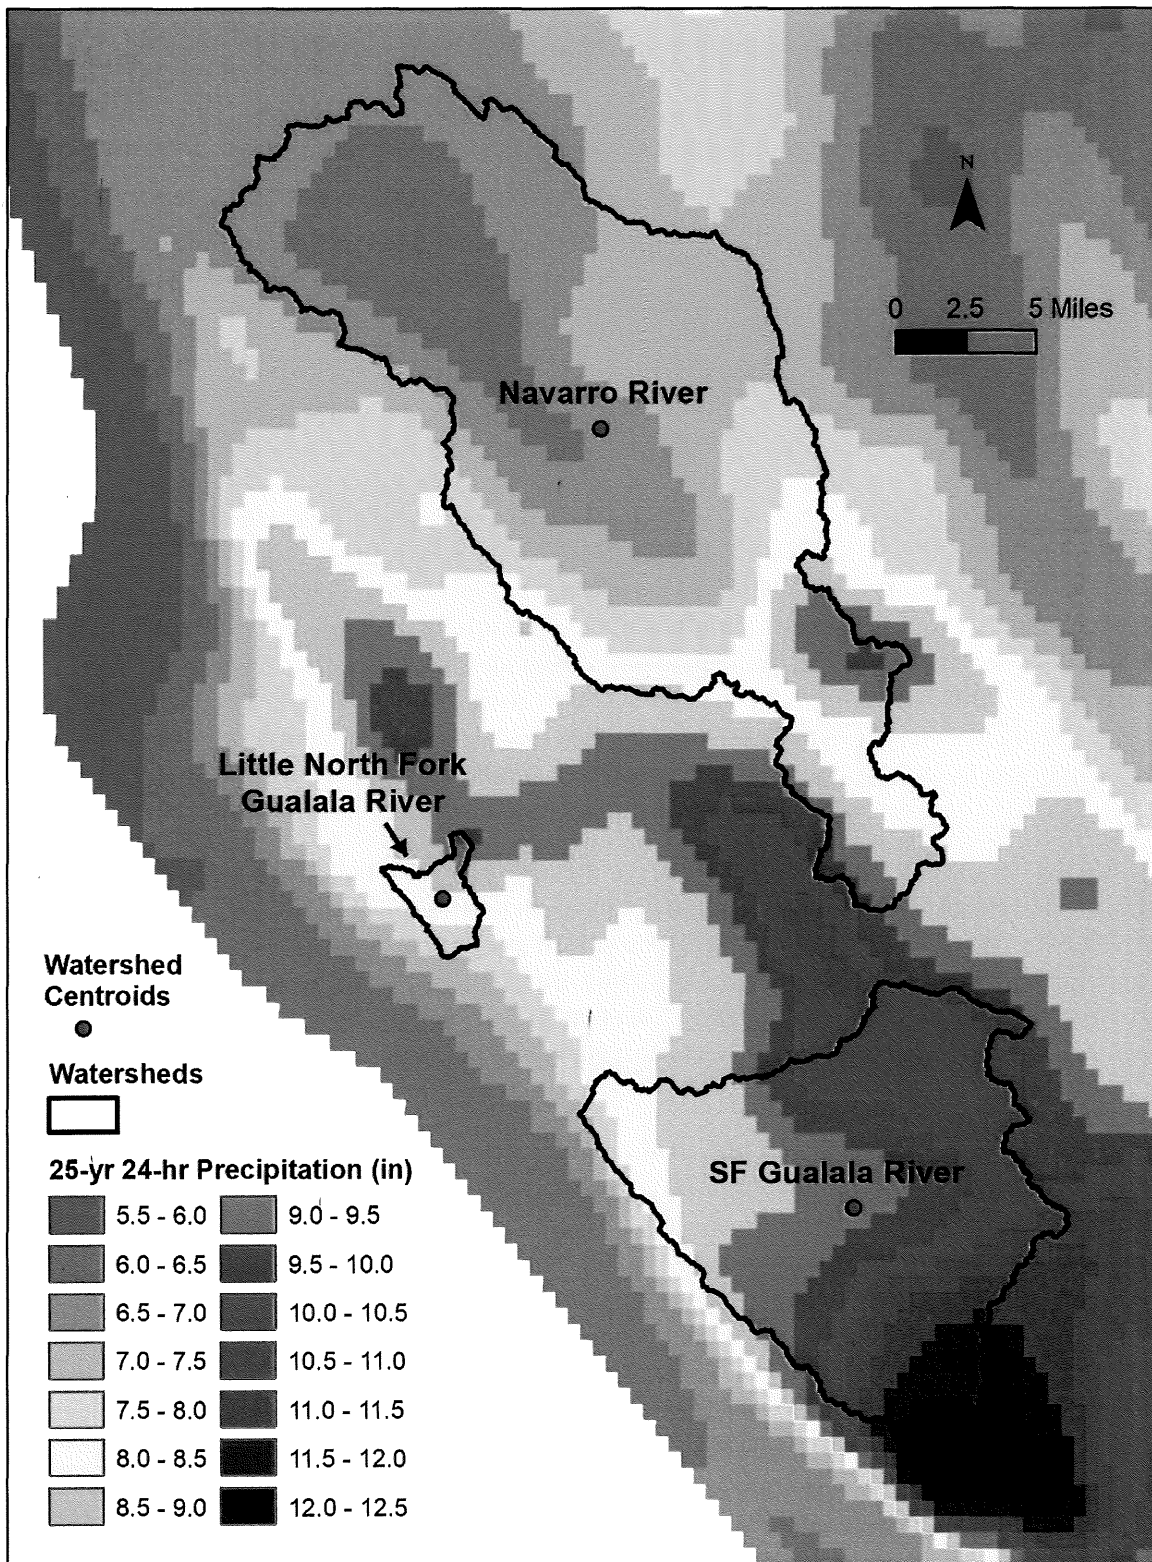 N
0 2.5 5 Miles
Navarro River
Little North Fork
Gualala River
Watershed
Centroids
Watersheds
SF Gualala River
25-yr 24-hr Precipitation (in)
5.5 - 6.0 9.0 - 9.5
6.0 - 6.5 9.5 - 10.0
6.5 - 7.0 10.0 - 10.5
7.0 - 7.5 10.5 - 11.0
7.5 - 8.0 11.0 - 11.5
8.0 - 8.5 11.5 - 12.0
8.5 - 9.0 12.0 - 12.5